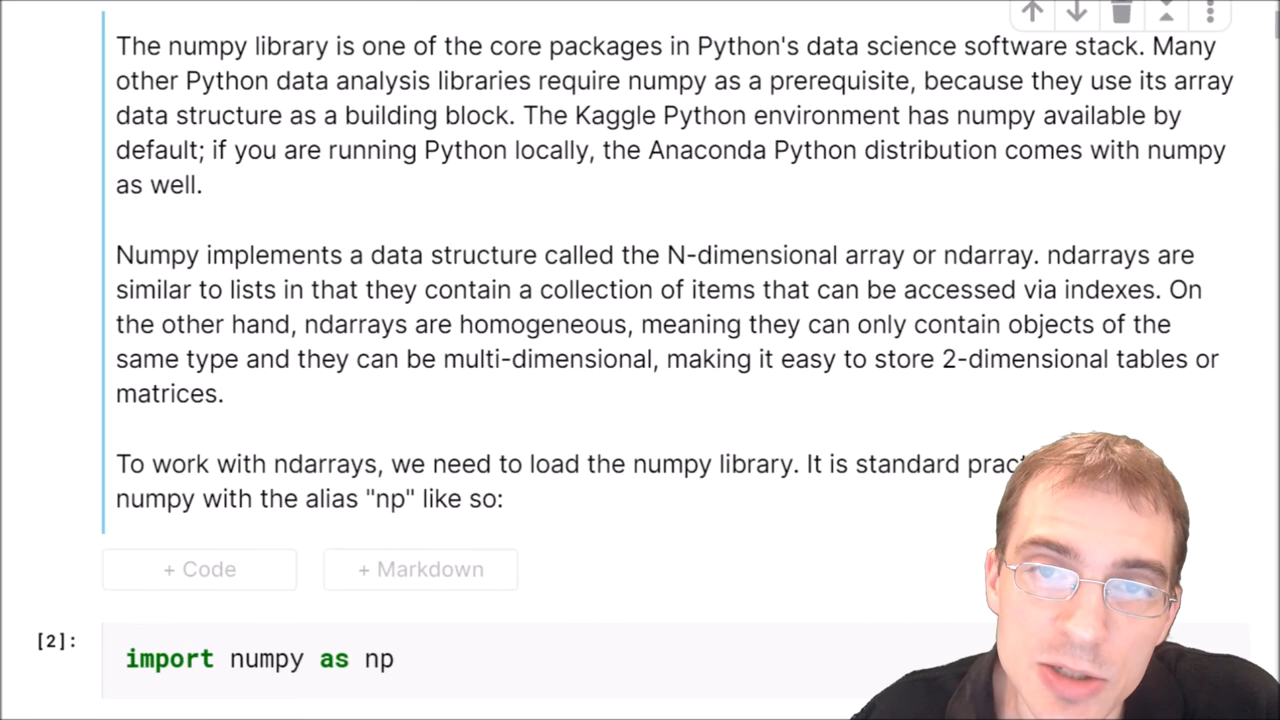 The numpy library is one of the core packages in Python's data science software stack. Many
other Python data analysis libraries require numpy as a prerequisite, because they use its array
data structure as a building block. The Kaggle Python environment has numpy available by
default; if you are running Python locally, the Anaconda Python distribution comes with numpy
as well.
Numpy implements a data structure called the N-dimensional array or ndarray. ndarrays are
similar to lists in that they contain a collection of items that can be accessed via indexes. On
the other hand, ndarrays are homogeneous, meaning they can only contain objects of the
same type and they can be multi-dimensional, making it easy to store 2-dimensional tables or
matrices.
To work with ndarrays, we need to load the numpy library. It is standard
numpy with the alias "np" like so:
+ Code + Markdown
[2]: import numpy as np